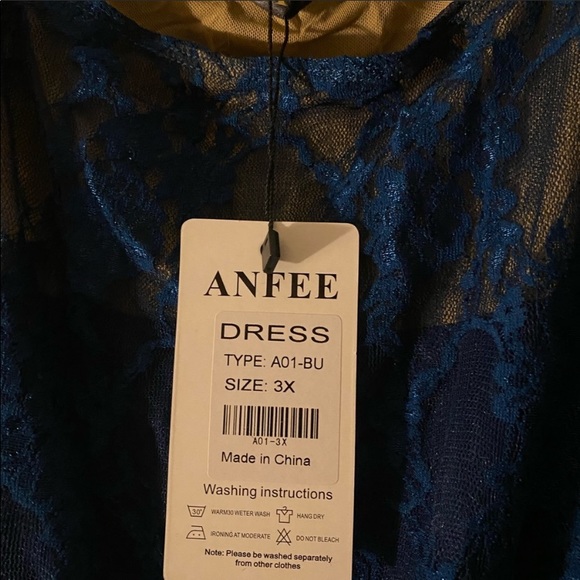 ANFEE
DRESS
TYPE: A01-BU
SIZE: 3X
A01-3X
Made in China
Washing instructions
30° WARM30 WETER WASH HANG DRY
IRONING AT MODERATE DO NOT BLEACH
Note: Please be washed separately
from other clothes